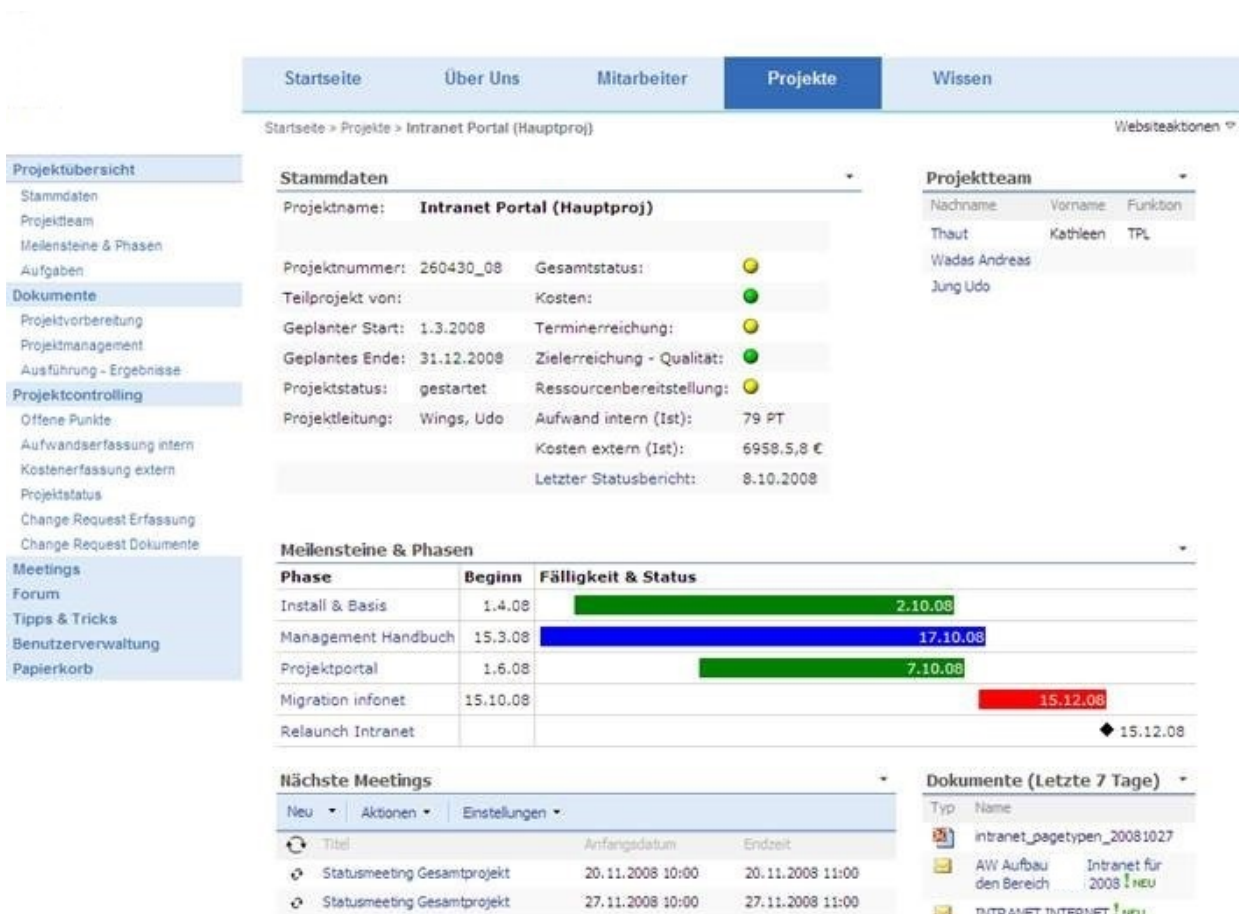 Startseite Über Uns Mitarbeiter Projekte Wissen
Startseite > Projekte > Intranet Portal (Hauptproj)
Websiteaktionen
Projektübersicht
Stammdaten
Projektteam
Meilensteine & Phasen
Aufgaben
Dokumente
Projektvorbereitung
Projektmanagement
Ausführung - Ergebnisse
Projektcontrolling
Offene Punkte
Aufwandserfassung intern
Kostenerfassung extern
Projektstatus
Change Request Erfassung
Change Request Dokumente
Meetings
Forum
Tipps & Tricks
Benutzerverwaltung
Papierkorb
Stammdaten
Projektname: Intranet Portal (Hauptproj)
Projektnummer: 260430_08 Gesamtstatus:
Teilprojekt von: Kosten:
Geplanter Start: 1.3.2008 Terminerreichung:
Geplantes Ende: 31.12.2008 Zielerreichung - Qualität:
Projektstatus: gestartet Ressourcenbereitstellung:
Projektleitung: Wings, Udo Aufwand intern (Ist): 79 PT
Kosten extern (Ist): 6958.5,8 €
Letzter Statusbericht: 8.10.2008
Projektteam
Nachname Vorname Funktion
Thaut Kathleen TPL
Wadas Andreas
Jung Udo
Meilensteine & Phasen
Phase Beginn Fälligkeit & Status
Install & Basis 1.4.08 2.10.08
Management Handbuch 15.3.08 17.10.08
Projektportal 1.6.08 7.10.08
Migration infonet 15.10.08 15.12.08
Relaunch Intranet 15.12.08
Nächste Meetings
Neu Aktionen Einstellungen
Titel Anfangsdatum Endzeit
Statusmeeting Gesamtprojekt 20.11.2008 10:00 20.11.2008 11:00
Statusmeeting Gesamtprojekt 27.11.2008 10:00 27.11.2008 11:00
Dokumente (Letzte 7 Tage)
Typ Name
intranet_pagetypen_20081027
AW Aufbau Intranet für
den Bereich 2008 ! NEU
INTRANET INTERNET ! NEU